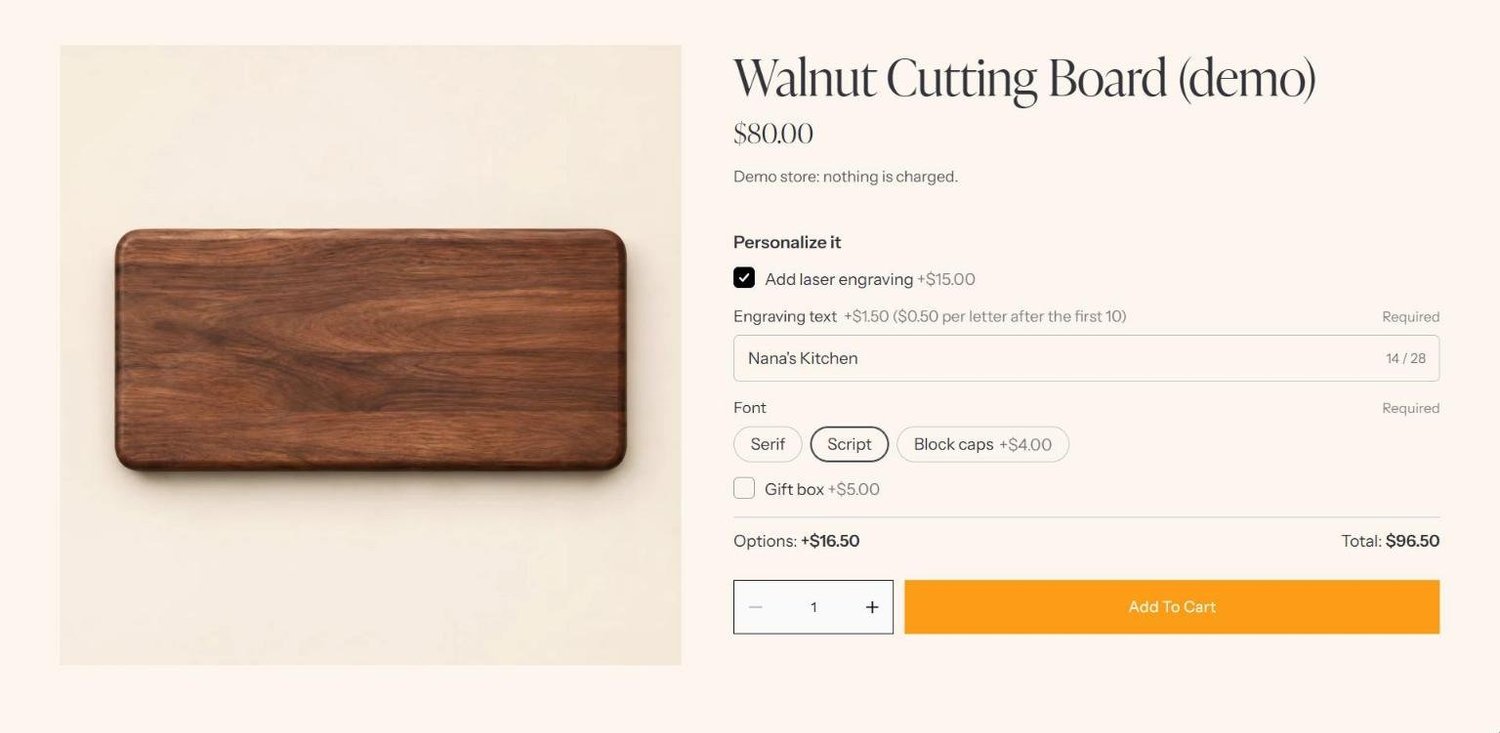 Walnut Cutting Board (demo)
$80.00
Demo store: nothing is charged.
Personalize it
Add laser engraving +$15.00
Engraving text +$1.50 ($0.50 per letter after the first 10) Required
Nana's Kitchen 14 / 28
Font Required
Serif Script Block caps +$4.00
Gift box +$5.00
Options: +$16.50 Total: $96.50
1 Add To Cart